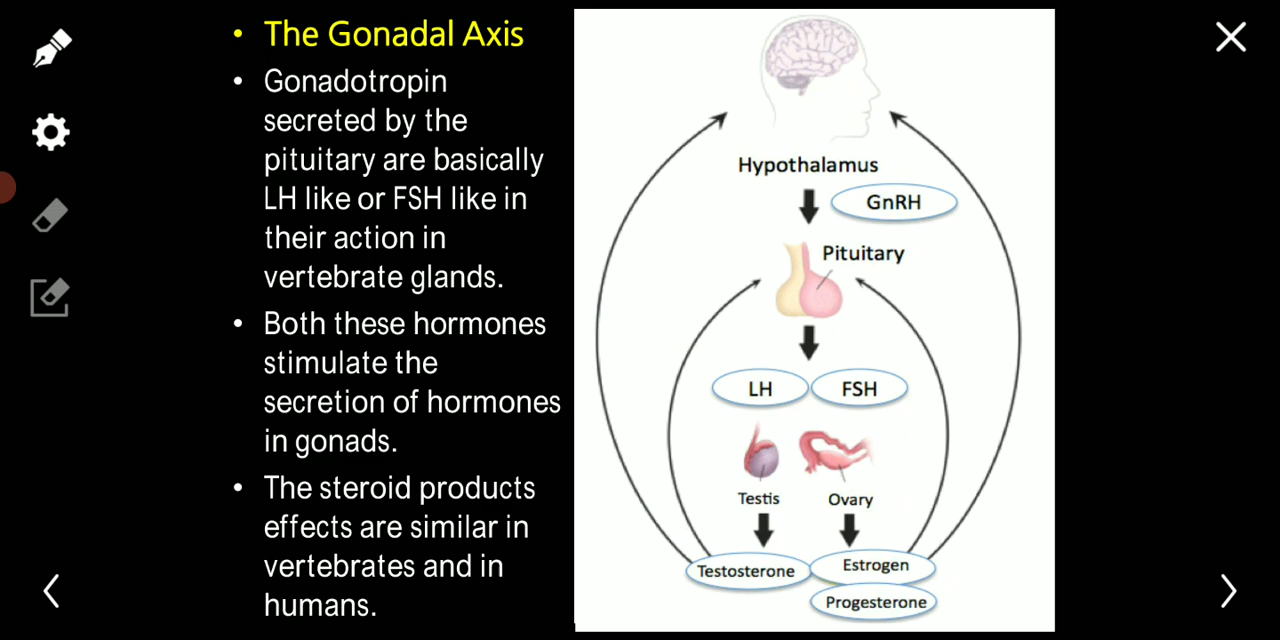 The Gonadal Axis
Gonadotropin
secreted by the
pituitary are basically
LH like or FSH like in
their action in
vertebrate glands.
Both these hormones
stimulate the
secretion of hormones
in gonads.
The steroid products
effects are similar in
vertebrates and in
humans.
Hypothalamus
GnRH
Pituitary
LH
FSH
Testis
Ovary
Testosterone
Estrogen
Progesterone